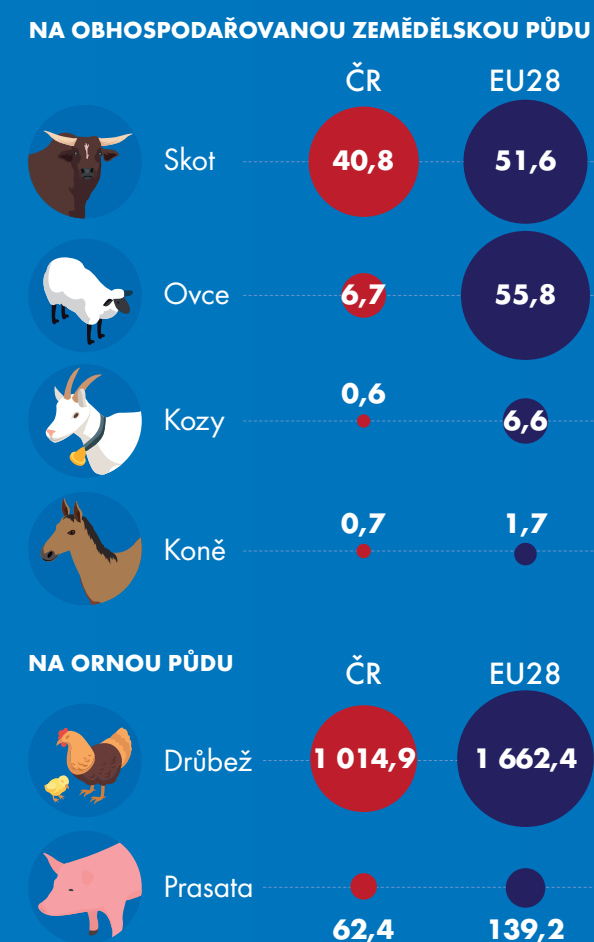 NA OBHOSPODAŘOVANOU ZEMĚDĚLSKOU PŮDU
ČR EU28
Skot 40,8 51,6
Ovce 6,7 55,8
Kozy 0,6 6,6
Koně 0,7 1,7
NA ORNOU PŮDU
ČR EU28
Drůbež 1 014,9 1 662,4
Prasata 62,4 139,2